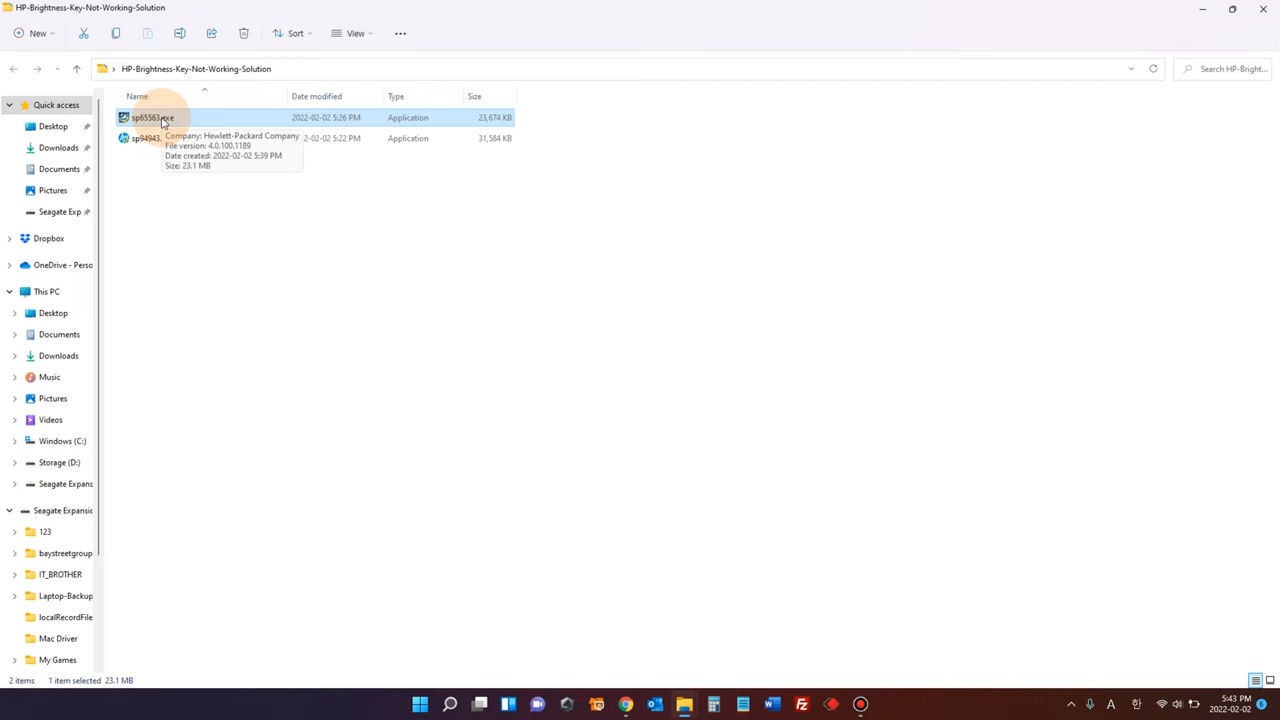 HP-Brightness-Key-Not-Working-Solution
New
Sort
View
HP-Brightness-Key-Not-Working-Solution
Search HP-Bright...
Name
Date modified
Type
Size
Quick access
sp65563.exe
2022-02-02 5:26 PM
Application
23,674 KB
Desktop
sp94943.
02-02 5:22 PM
Application
31,584 KB
Company: Hewlett-Packard Company
File version: 4.0.100.1189
Date created: 2022-02-02 5:39 PM
Size: 23.1 MB
Downloads
Documents
Pictures
Seagate Exp
Dropbox
OneDrive - Perso
This PC
Desktop
Documents
Downloads
Music
Pictures
Videos
Windows (C:)
Storage (D:)
Seagate Expans
Seagate Expansio
123
baystreetgroup
IT_BROTHER
Laptop-Backup
localRecordFile
Mac Driver
My Games
2 items
1 item selected 23.1 MB
A
한
5:43 PM
2022-02-02